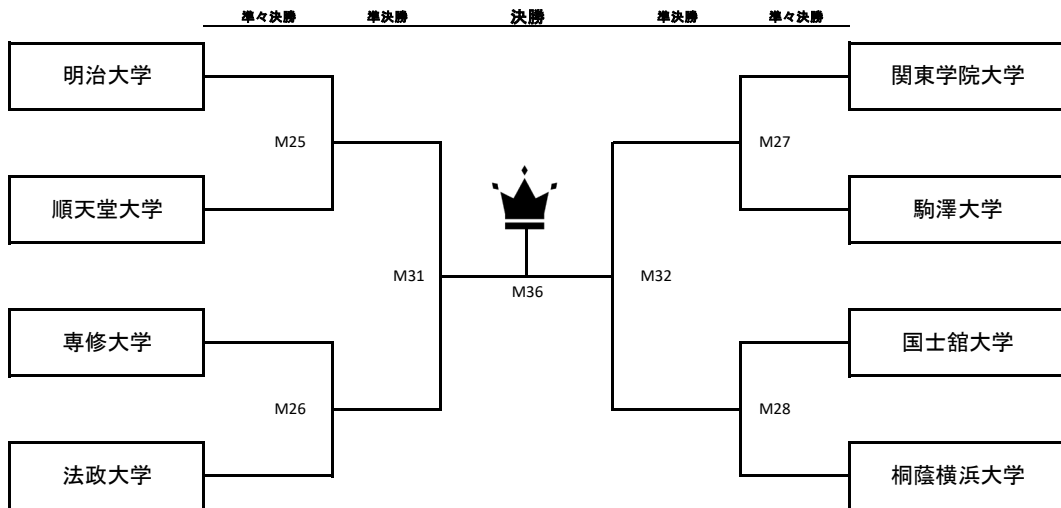 準々決勝 準決勝 決勝 準決勝 準々決勝
明治大学 関東学院大学
M25 M27
順天堂大学 駒澤大学
M31 M32
M36
専修大学 国士舘大学
M26 M28
法政大学 桐蔭横浜大学